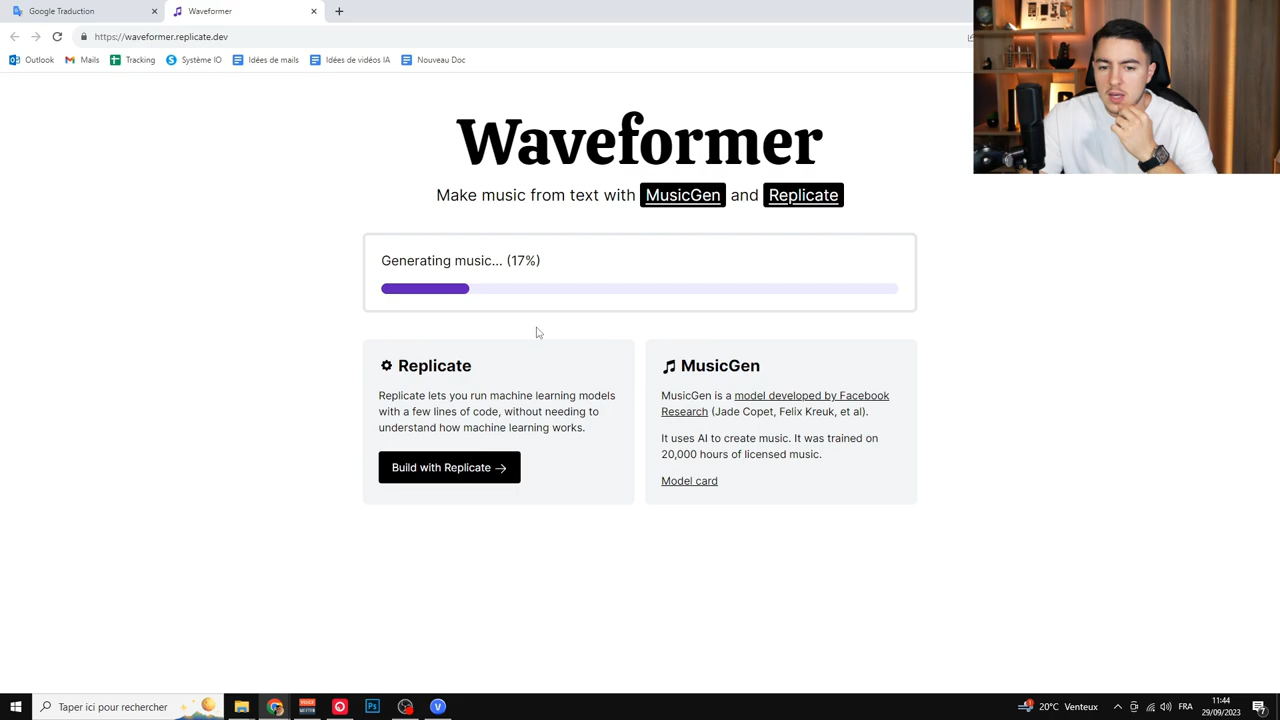 Google Traduction
Waveformer
https://waveformer.replicate.dev
Outlook
Mails
Tracking
Système IO
Idées de mails
Idées de vidéos IA
Nouveau Doc
Waveformer
Make music from text with MusicGen and Replicate
Generating music... (17%)
Replicate
Replicate lets you run machine learning models
with a few lines of code, without needing to
understand how machine learning works.
Build with Replicate →
MusicGen
MusicGen is a model developed by Facebook
Research (Jade Copet, Felix Kreuk, et al).
It uses AI to create music. It was trained on
20,000 hours of licensed music.
Model card
Taper ici pour rechercher
Ps
V
20°C Venteux
FRA
11:44
29/09/2023